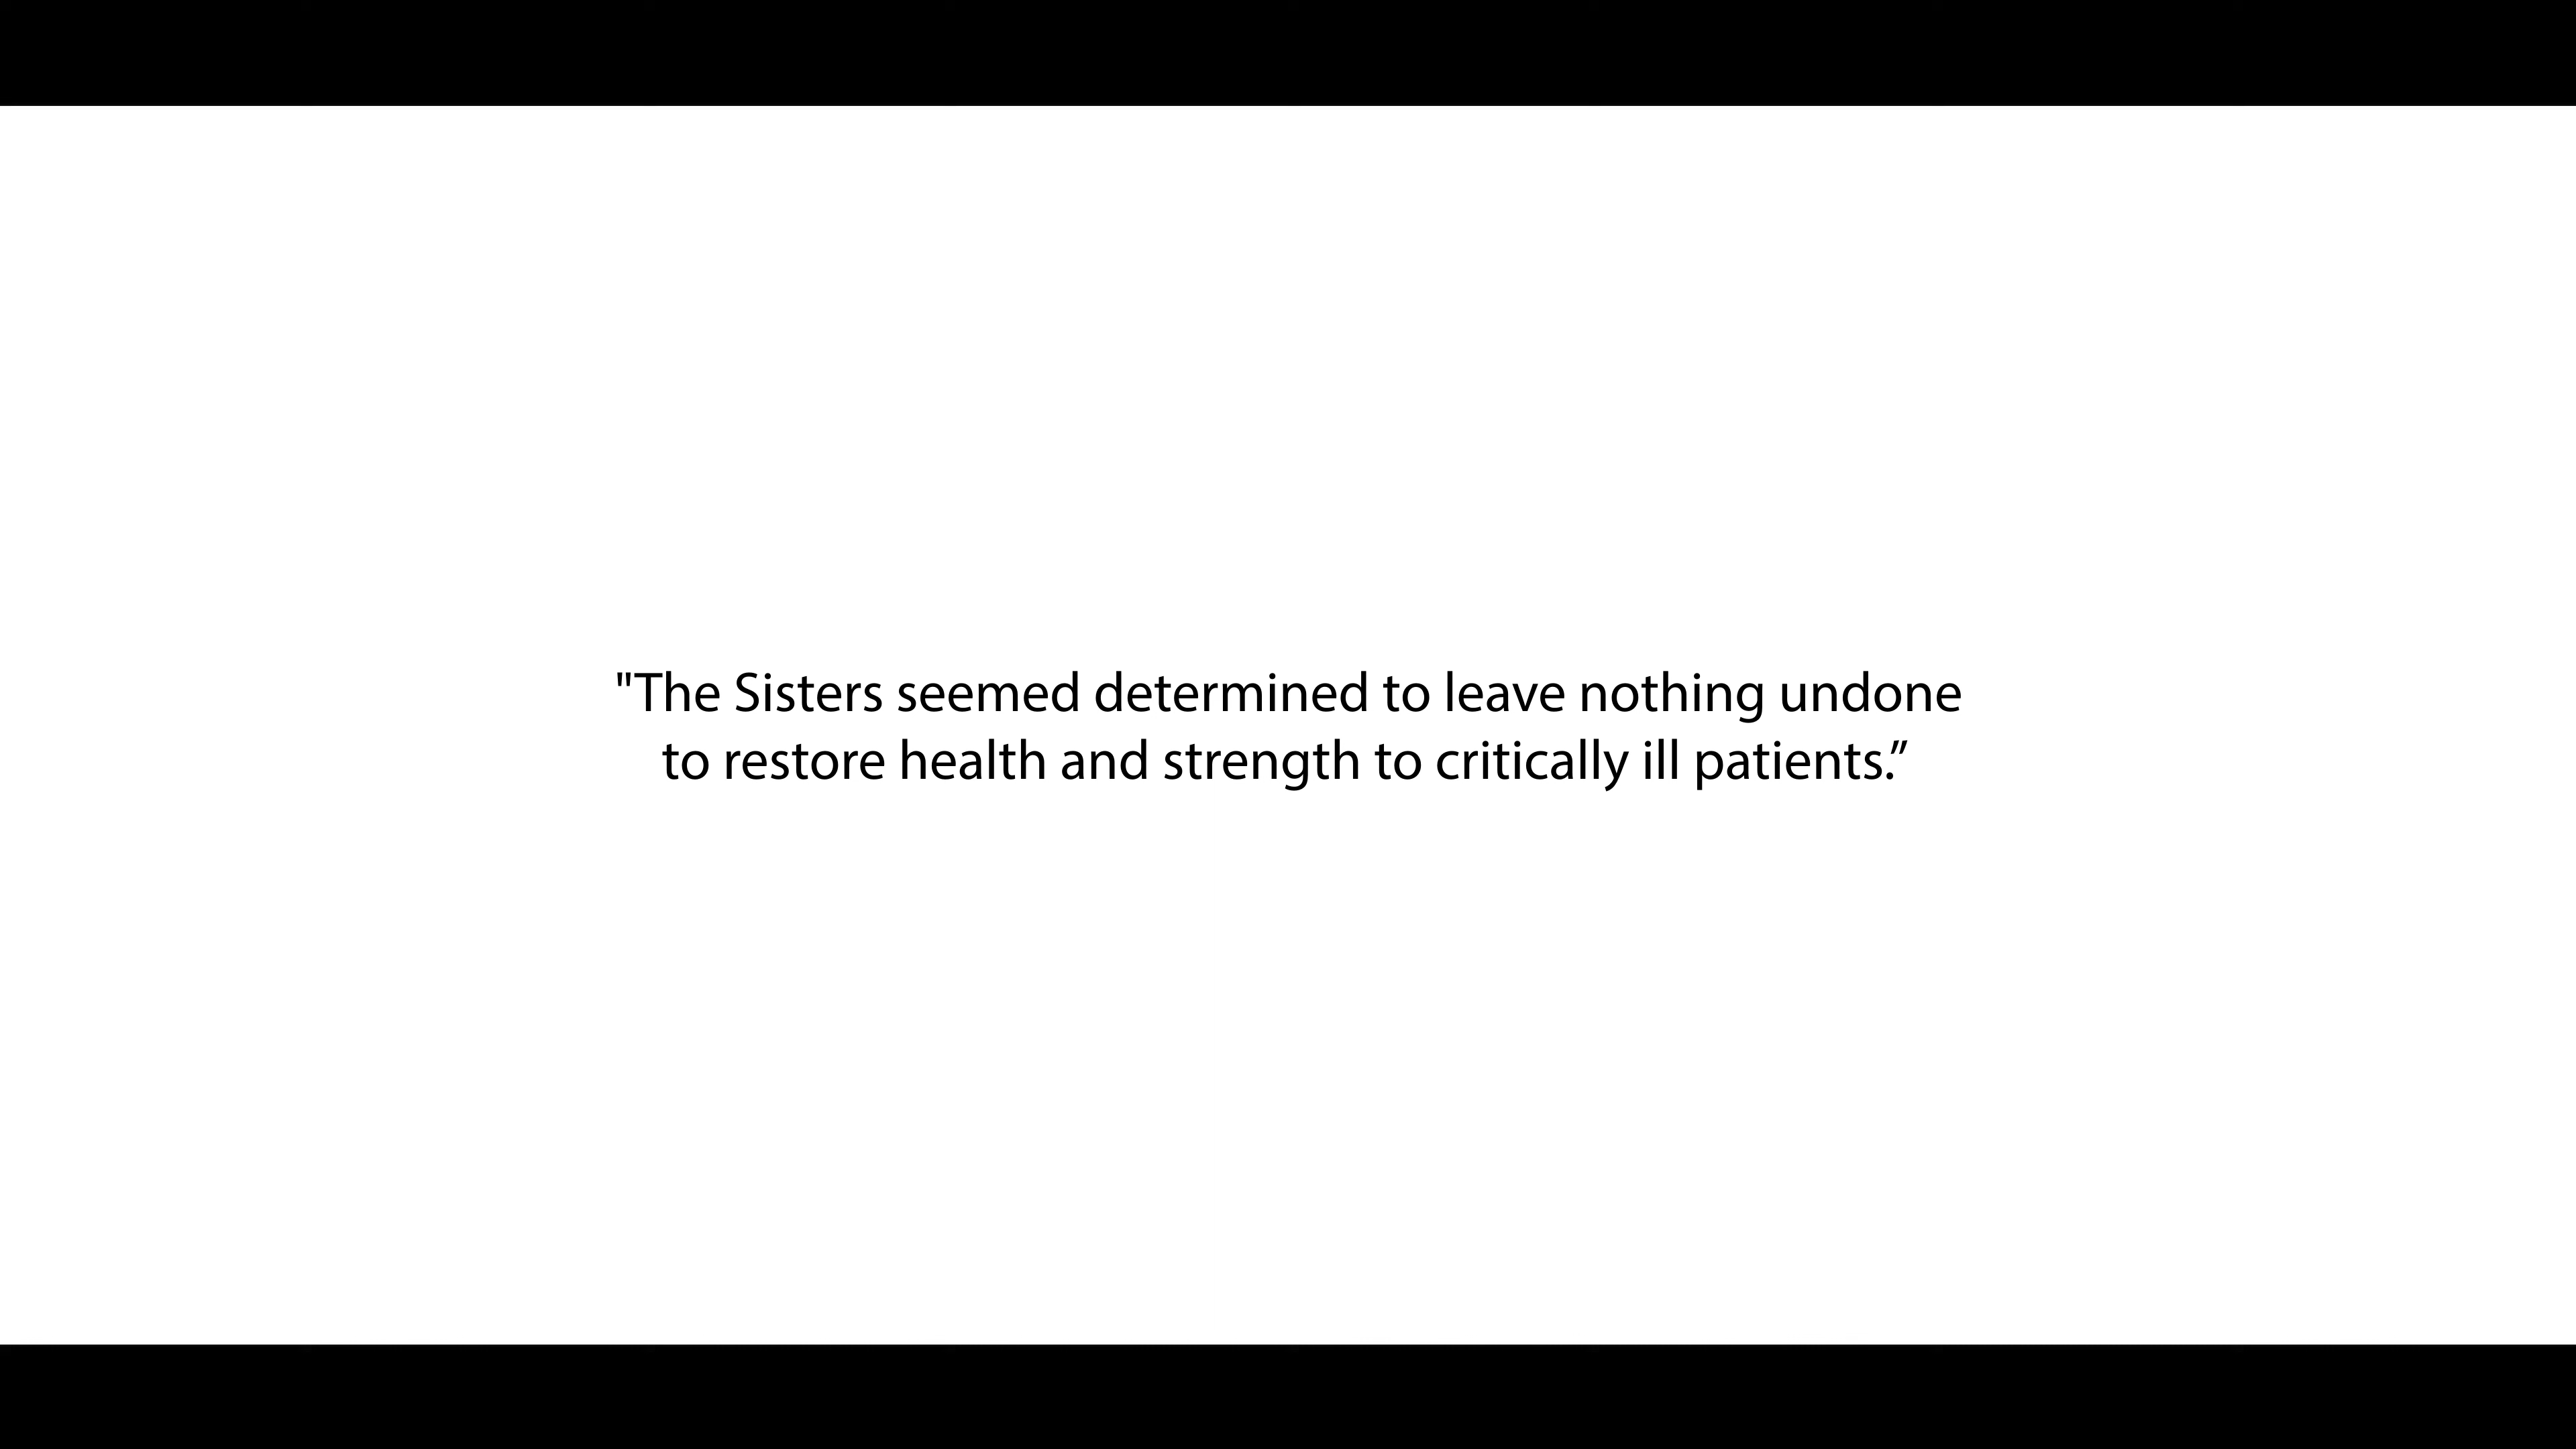 "The Sisters seemed determined to leave nothing undone
to restore health and strength to critically ill patients.”